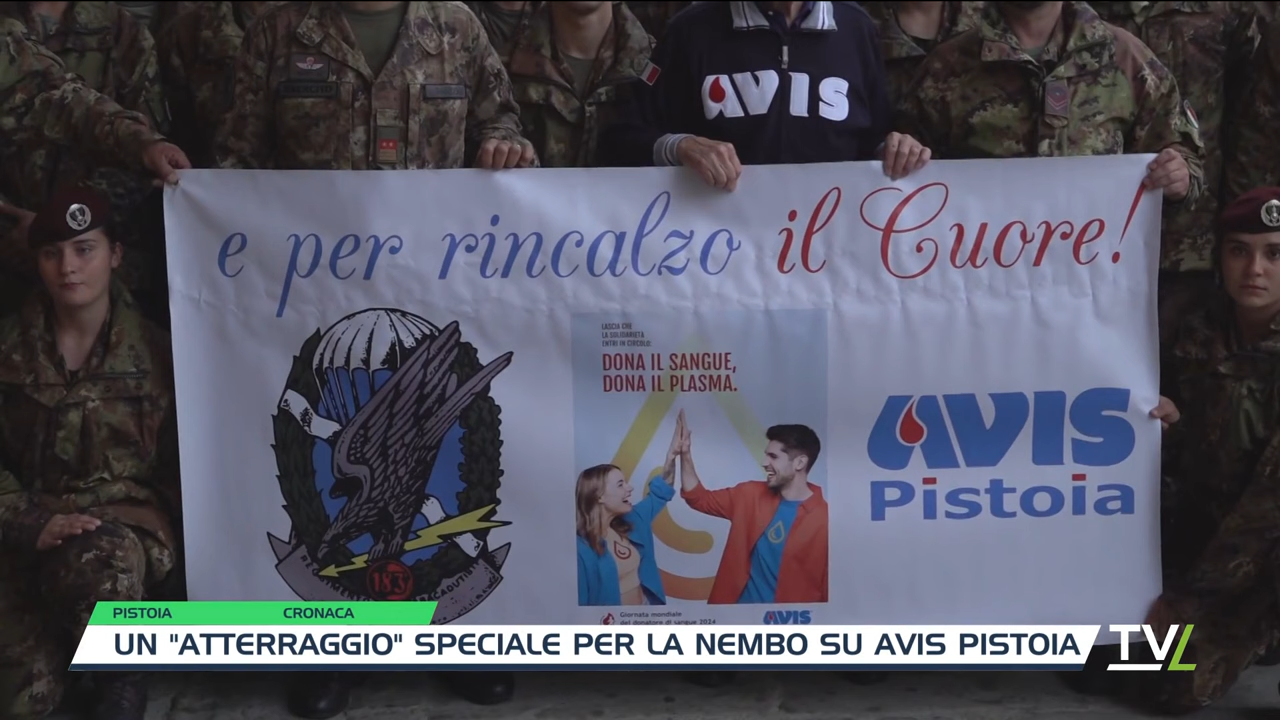 AVIS
e per rincalzo il Cuore!
LASCIA CHE
LA SOLIDARIETÀ
ENTRI IN CIRCOLO.
DONA IL SANGUE,
DONA IL PLASMA.
AVIS
Pistoia
183°
Giornata mondiale
del donatore di sangue 2024
AVIS
PISTOIA CRONACA
UN "ATTERRAGGIO" SPECIALE PER LA NEMBO SU AVIS PISTOIA
TVL